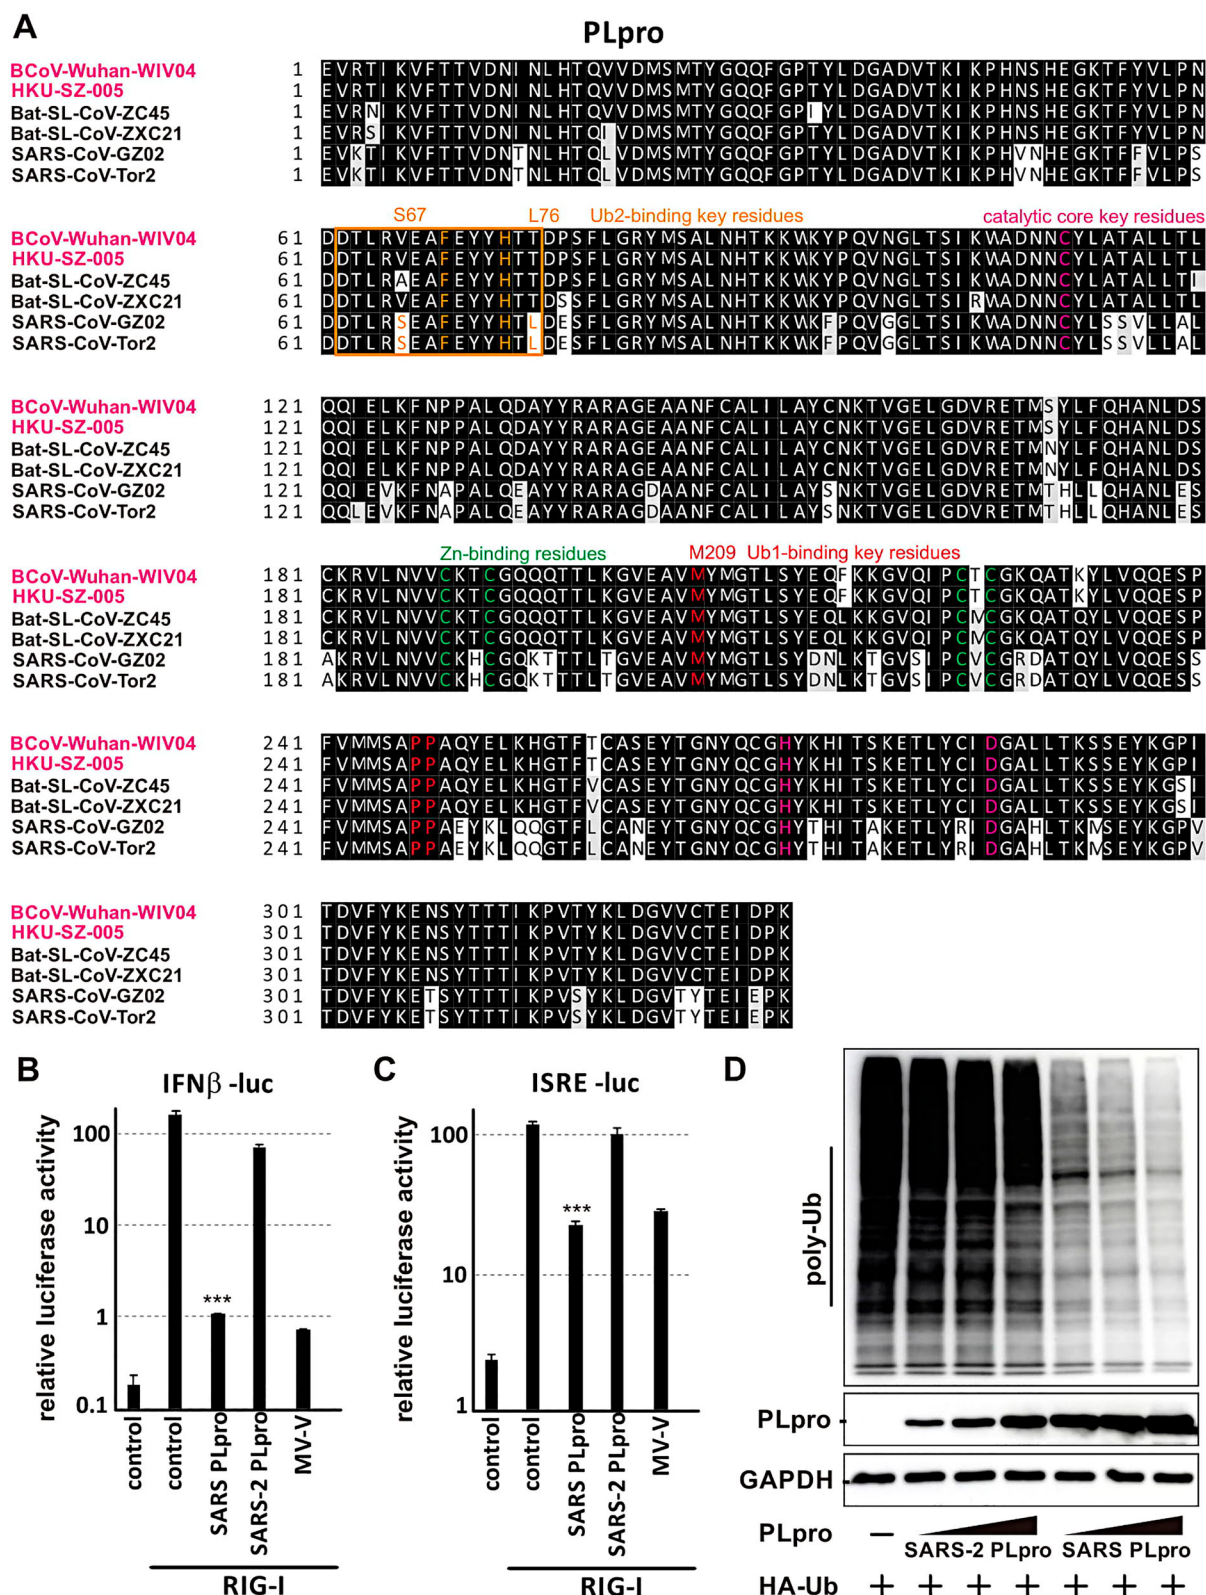 A
PLpro
BCoV-Wuhan-WIV04 1 EVRTIKVFTTVDNINLHTQVVDMSMTYGQQFGPTYLDGADVTKIKPHNSHEGKTFYVLPN
HKU-SZ-005 1 EVRTIKVFTTVDNINLHTQVVDMSMTYGQQFGPTYLDGADVTKIKPHNSHEGKTFYVLPN
Bat-SL-CoV-ZC45 1 EVRNIKVFTTVDNINLHTQVVDMSMTYGQQFGPIYLDGADVTKIKPHNSHEGKTFYVLPN
Bat-SL-CoV-ZXC21 1 EVRSIKVFTTVDNINLHTQIVDMSMTYGQQFGPTYLDGADVTKIKPHNSHEGKTFYVLPN
SARS-CoV-GZ02 1 EVKTIKVFTTVDNTNLHTQLVDMSMTYGQQFGPTYLDGADVTKIKPHVNHEGKTFFVLPS
SARS-CoV-Tor2 1 EVKTIKVFTTVDNTNLHTQLVDMSMTYGQQFGPTYLDGADVTKIKPHVNHEGKTFFVLPS
S67 L76 Ub2-binding key residues catalytic core key residues
BCoV-Wuhan-WIV04 61 DDTLRVEAFEYYHTTDPSFLGRYMSALNHTKKWKYPQVNGLTSIKWADNNCYLATALLTL
HKU-SZ-005 61 DDTLRVEAFEYYHTTDPSFLGRYMSALNHTKKWKYPQVNGLTSIKWADNNCYLATALLTL
Bat-SL-CoV-ZC45 61 DDTLRAEAFEYYHTTDPSFLGRYMSALNHTKKWKYPQVNGLTSIKWADNNCYLATALLTI
Bat-SL-CoV-ZXC21 61 DDTLRVEAFEYYHTTDSSFLGRYMSALNHTKKWKYPQVNGLTSIRWADNNCYLATALLTL
SARS-CoV-GZ02 61 DDTLRSEAFEYYHTLDESFLGRYMSALNHTKKWKFPQVGGLTSIKWADNNCYLSSVLLAL
SARS-CoV-Tor2 61 DDTLRSEAFEYYHTLDESFLGRYMSALNHTKKWKFPQVGGLTSIKWADNNCYLSSVLLAL
BCoV-Wuhan-WIV04 121 QQIELKFNPPALQDAYYRARAGEAANFCALILAYCNKTVGELGDVRETMSYLFQHANLDS
HKU-SZ-005 121 QQIELKFNPPALQDAYYRARAGEAANFCALILAYCNKTVGELGDVRETMSYLFQHANLDS
Bat-SL-CoV-ZC45 121 QQIELKFNPPALQDAYYRARAGEAANFCALILAYCNKTVGELGDVRETMNYLFQHANLDS
Bat-SL-CoV-ZXC21 121 QQIELKFNPPALQDAYYRARAGEAANFCALILAYCNKTVGELGDVRETMNYLFQHANLDS
SARS-CoV-GZ02 121 QQIEVKFNAPALQEAYYRARAGDAANFCALILAYSNKTVGELGDVRETMTHLLQHANLES
SARS-CoV-Tor2 121 QQLEVKFNAPALQEAYYRARAGDAANFCALILAYSNKTVGELGDVRETMTHLLQHANLES
Zn-binding residues M209 Ub1-binding key residues
BCoV-Wuhan-WIV04 181 CKRVLNVVCKTCGQQQTTLKGVEAVMYMGTLSYEQFKKGVQIPCTCGKQATKYLVQQESP
HKU-SZ-005 181 CKRVLNVVCKTCGQQQTTLKGVEAVMYMGTLSYEQFKKGVQIPCTCGKQATKYLVQQESP
Bat-SL-CoV-ZC45 181 CKRVLNVVCKTCGQQQTTLKGVEAVMYMGTLSYEQLKKGVQIPCMCGKQATQYLVQQESP
Bat-SL-CoV-ZXC21 181 CKRVLNVVCKTCGQQQTTLKGVEAVMYMGTLSYEQLKKGVQIPCMCGKQATQYLVQQESP
SARS-CoV-GZ02 181 AKRVLNVVCKHCGQKTTTLTGVEAVMYMGTLSYDNLKTGVSIPCVCGRDATQYLVQQESS
SARS-CoV-Tor2 181 AKRVLNVVCKHCGQKTTTLTGVEAVMYMGTLSYDNLKTGVSIPCVCGRDATQYLVQQESS
BCoV-Wuhan-WIV04 241 FVMMSAPPAQYELKHGTFTCASEYTGNYQCGHYKHITSKETLYCIDGALLTKSSEYKGPI
HKU-SZ-005 241 FVMMSAPPAQYELKHGTFTCASEYTGNYQCGHYKHITSKETLYCIDGALLTKSSEYKGPI
Bat-SL-CoV-ZC45 241 FVMMSAPPAQYELKHGTFVCASEYTGNYQCGHYKHITSKETLYCIDGALLTKSSEYKGSI
Bat-SL-CoV-ZXC21 241 FVMMSAPPAQYELKHGTFVCASEYTGNYQCGHYKHITSKETLYCIDGALLTKSSEYKGSI
SARS-CoV-GZ02 241 FVMMSAPPAEYKLQQGTFLCANEYTGNYQCGHYTHITAKETLYRIDGAHLTKMSEYKGPV
SARS-CoV-Tor2 241 FVMMSAPPAEYKLQQGTFLCANEYTGNYQCGHYTHITAKETLYRIDGAHLTKMSEYKGPV
BCoV-Wuhan-WIV04 301 TDVFYKENSYTTTIKPVTYKLDGVVCTEIDPK
HKU-SZ-005 301 TDVFYKENSYTTTIKPVTYKLDGVVCTEIDPK
Bat-SL-CoV-ZC45 301 TDVFYKENSYTTTIKPVTYKLDGVVCTEIDPK
Bat-SL-CoV-ZXC21 301 TDVFYKENSYTTTIKPVTYKLDGVVCTEIDPK
SARS-CoV-GZ02 301 TDVFYKETSYTTTIKPVSYKLDGVTYTEIEPK
SARS-CoV-Tor2 301 TDVFYKETSYTTTIKPVSYKLDGVTYTEIEPK
B
IFNβ -luc
relative luciferase activity
100
10
1
0.1
***
control
control
SARS PLpro
SARS-2 PLpro
MV-V
RIG-I
C
ISRE -luc
relative luciferase activity
100
10
1
***
control
control
SARS PLpro
SARS-2 PLpro
MV-V
RIG-I
D
poly-Ub
PLpro
GAPDH
PLpro —
SARS-2 PLpro SARS PLpro
HA-Ub + + + + + + +